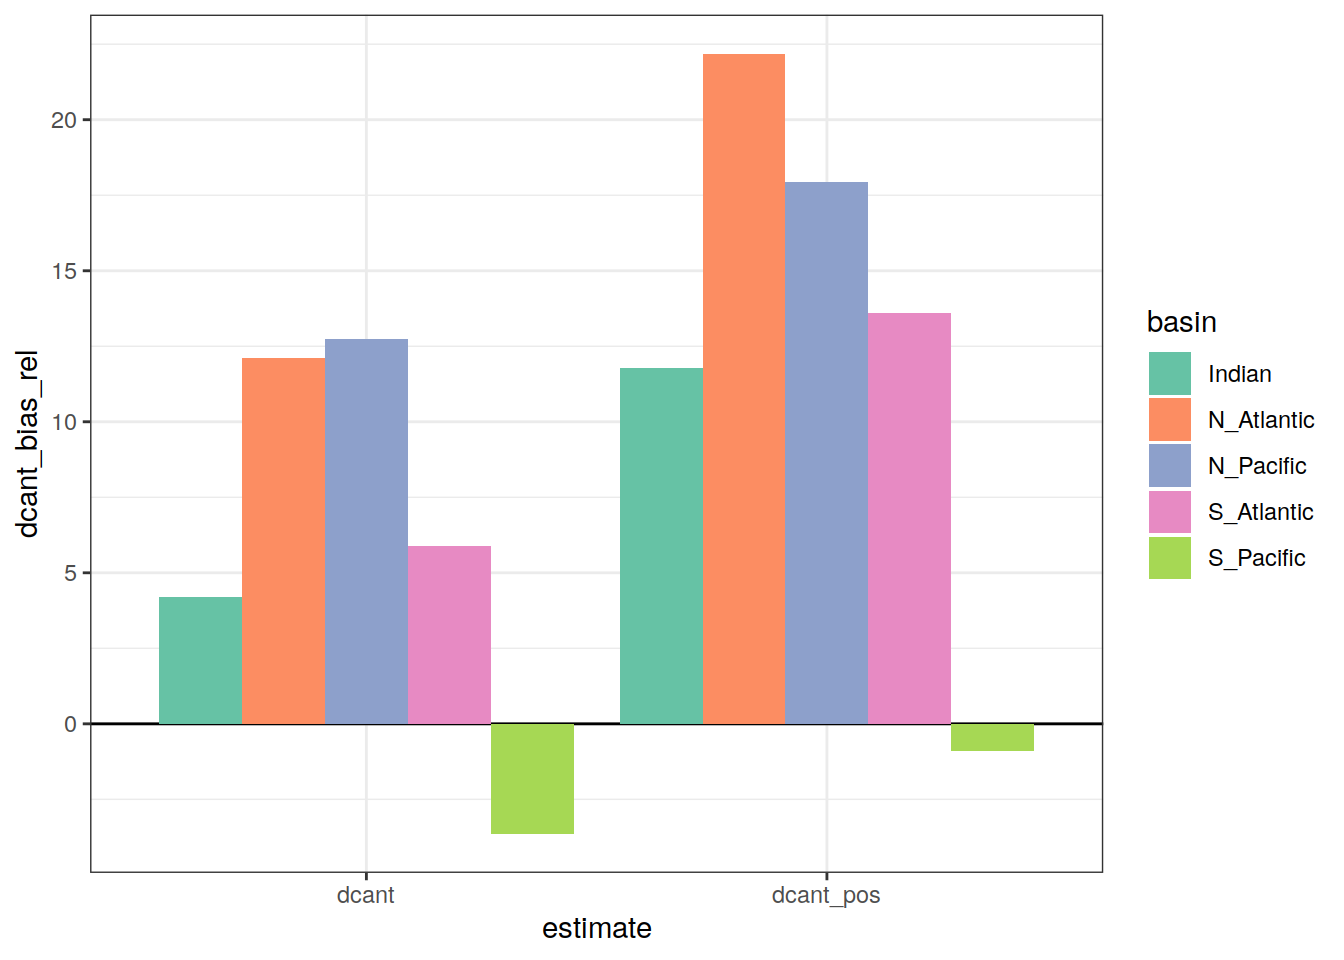 20
15
10
5
0
dcant_bias_rel
dcant
dcant_pos
estimate
basin
Indian
N_Atlantic
N_Pacific
S_Atlantic
S_Pacific